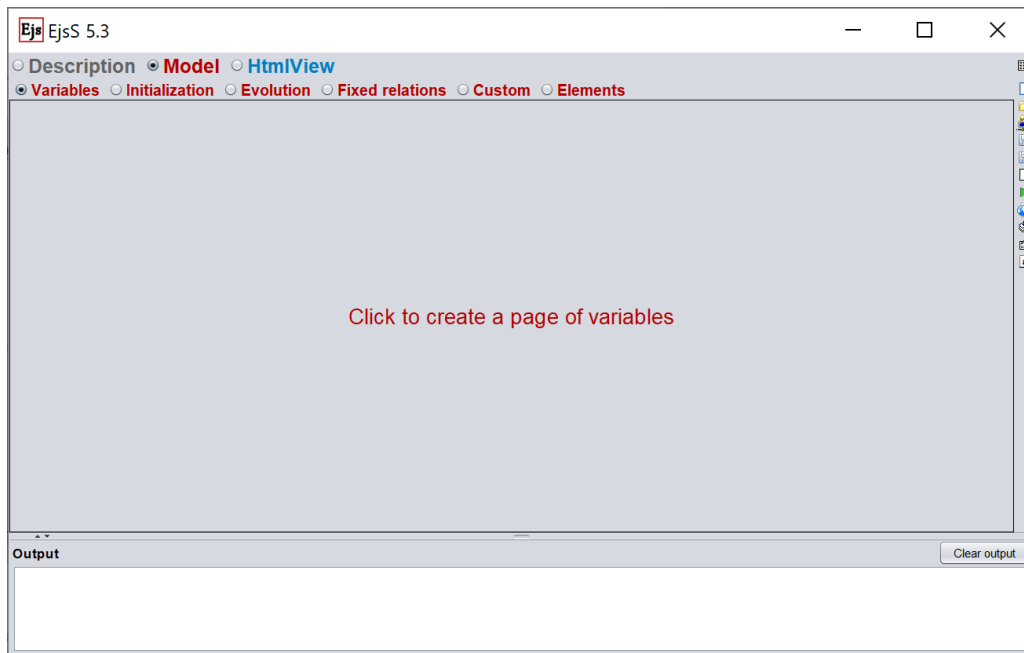 Ejs EjsS 5.3
Description Model HtmlView
Variables Initialization Evolution Fixed relations Custom Elements
Click to create a page of variables
Output Clear output